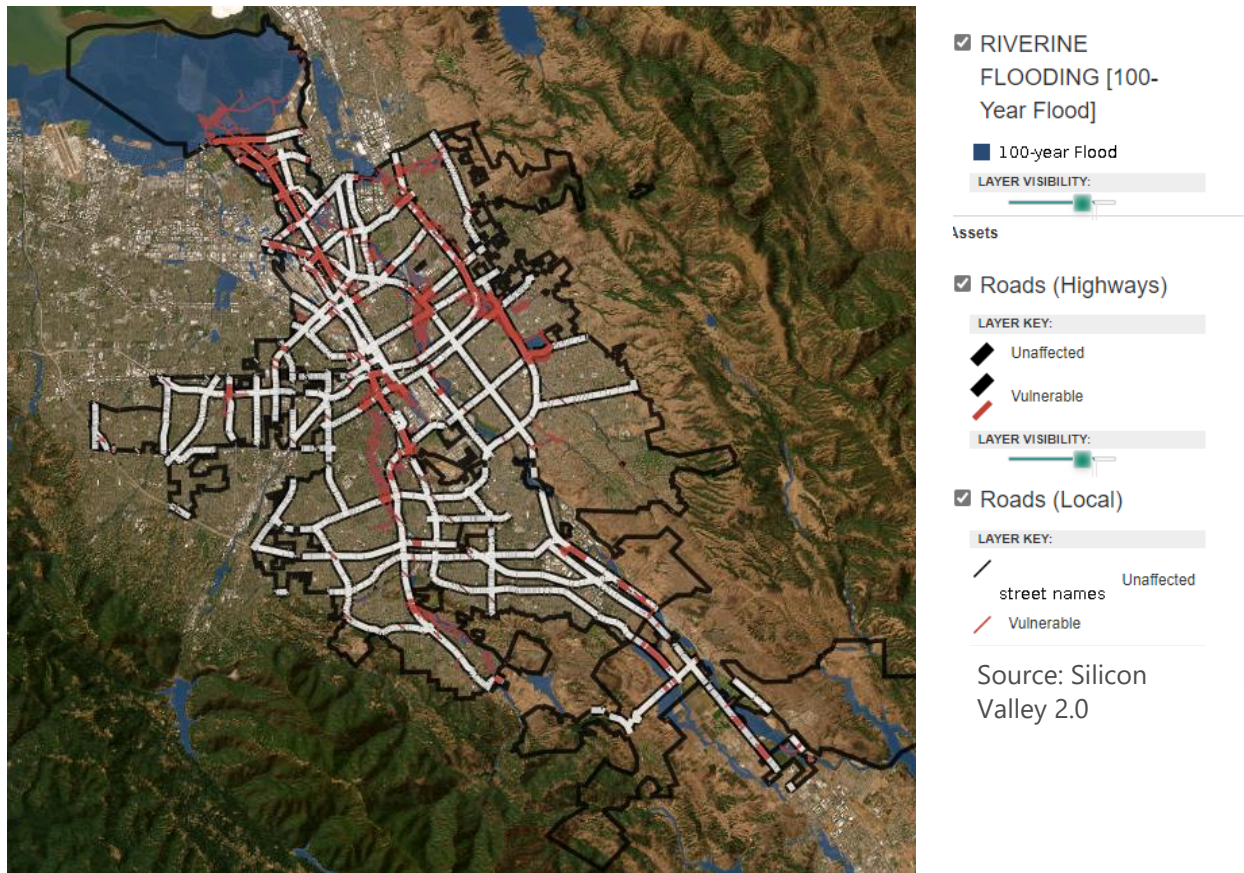 RIVERINE
FLOODING [100-
Year Flood]
100-year Flood
LAYER VISIBILITY:
Assets
Roads (Highways)
LAYER KEY:
Unaffected
Vulnerable
LAYER VISIBILITY:
Roads (Local)
LAYER KEY:
Unaffected
street names
Vulnerable
Source: Silicon
Valley 2.0